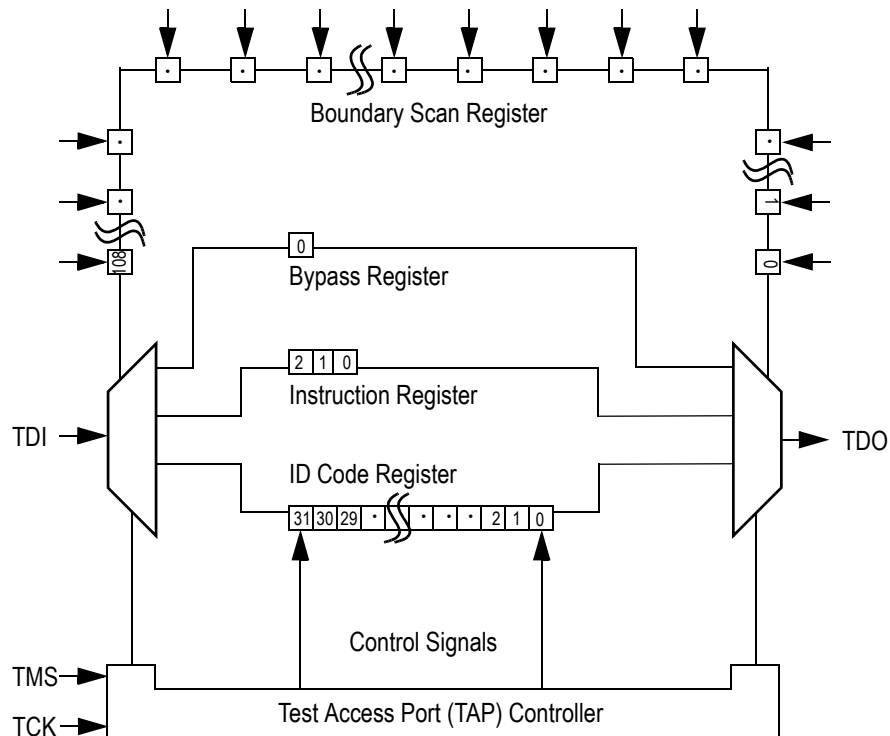 Boundary Scan Register
108
1
0
0
Bypass Register
2 1 0
Instruction Register
TDI
TDO
ID Code Register
31 30 29 · · · · 2 1 0
Control Signals
TMS
Test Access Port (TAP) Controller
TCK